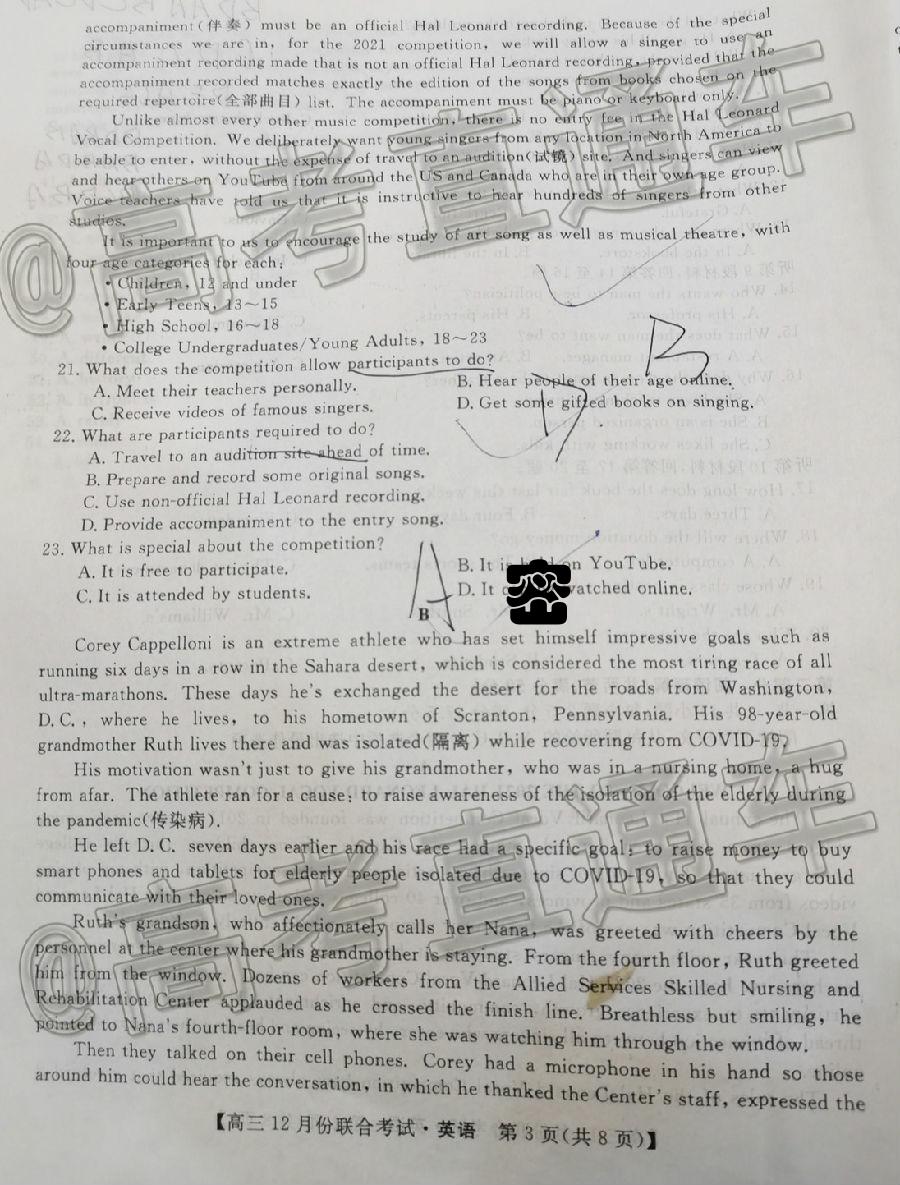 accompaniment(伴奏) must be an official Hal Leonard recording. Because of the special
circumstances we are in, for the 2021 competition, we will allow a singer to use an
accompaniment recording made that is not an official Hal Leonard recording, provided that the
accompaniment recorded matches exactly the edition of the songs from books chosen on the
required repertoire(全部曲目) list. The accompaniment must be piano or keyboard only.
Unlike almost every other music competition, there is no entry fee in the Hal Leonard
Vocal Competition. We deliberately want young singers from any location in North America to
be able to enter, without the expense of travel to an audition(试镜) site. And singers can view
and hear others on YouTube from around the US and Canada who are in their own age group.
Voice teachers have told us that it is instructive to hear hundreds of singers from other
studies.
It is important to us to encourage the study of art song as well as musical theatre, with
four age categories for each:
• Children, 12 and under
• Early Teens, 13~15
• High School, 16~18
• College Undergraduates/Young Adults, 18~23
21. What does the competition allow participants to do?
A. Meet their teachers personally.
B. Hear people of their age online.
C. Receive videos of famous singers.
D. Get some gifted books on singing.
B
22. What are participants required to do?
A. Travel to an audition site ahead of time.
B. Prepare and record some original songs.
C. Use non-official Hal Leonard recording.
D. Provide accompaniment to the entry song.
D
23. What is special about the competition?
A. It is free to participate.
B. It is held on YouTube.
C. It is attended by students.
D. It watched online.
A
B
Corey Cappelloni is an extreme athlete who has set himself impressive goals such as
running six days in a row in the Sahara desert, which is considered the most tiring race of all
ultra-marathons. These days he's exchanged the desert for the roads from Washington,
D.C., where he lives, to his hometown of Scranton, Pennsylvania. His 98-year-old
grandmother Ruth lives there and was isolated(隔离) while recovering from COVID-19.
His motivation wasn't just to give his grandmother, who was in a nursing home, a hug
from afar. The athlete ran for a cause: to raise awareness of the isolation of the elderly during
the pandemic(传染病).
He left D.C. seven days earlier and his race had a specific goal: to raise money to buy
smart phones and tablets for elderly people isolated due to COVID-19, so that they could
communicate with their loved ones.
Ruth's grandson, who affectionately calls her Nana, was greeted with cheers by the
personnel at the center where his grandmother is staying. From the fourth floor, Ruth greeted
him from the window. Dozens of workers from the Allied Services Skilled Nursing and
Rehabilitation Center applauded as he crossed the finish line. Breathless but smiling, he
pointed to Nana's fourth-floor room, where she was watching him through the window.
Then they talked on their cell phones. Corey had a microphone in his hand so those
around him could hear the conversation, in which he thanked the Center's staff, expressed the
【高三12月份联合考试·英语 第3页(共8页)】
@高考直通车
@高考直通车